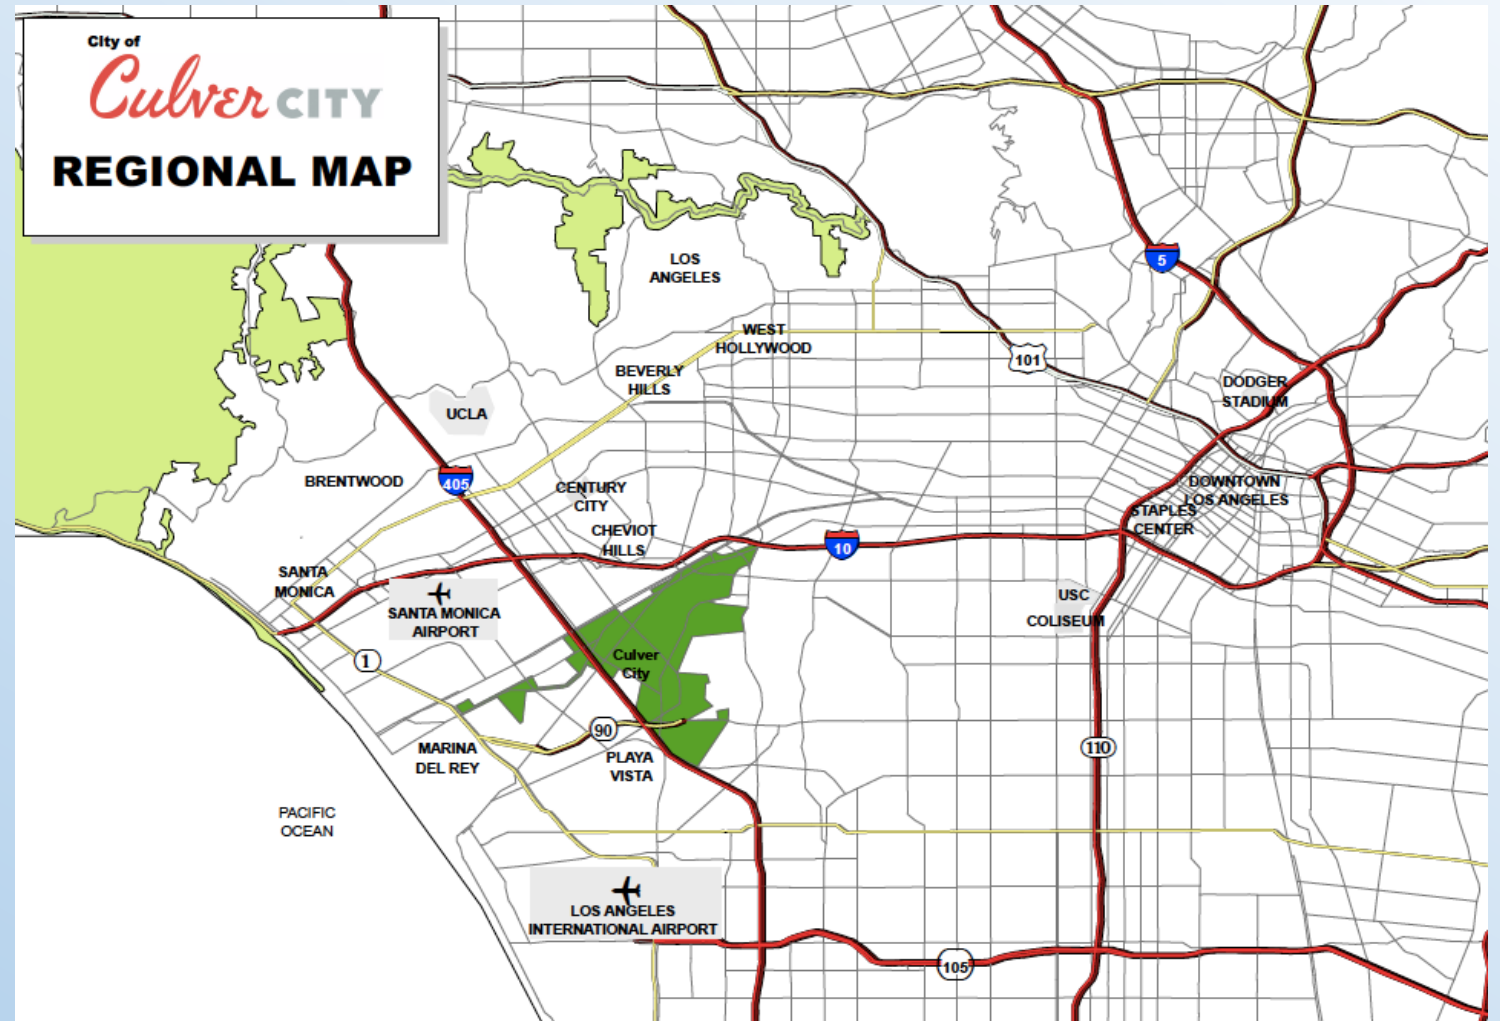 City of
Culver CITY
REGIONAL MAP
LOS
ANGELES
5
WEST
HOLLYWOOD
101
BEVERLY
HILLS
DODGER
STADIUM
UCLA
BRENTWOOD
405
CENTURY
CITY
DOWNTOWN
LOS ANGELES
STAPLES
CENTER
CHEVIOT
HILLS
10
SANTA
MONICA
SANTA MONICA
AIRPORT
USC
COLISEUM
1
Culver
City
90
110
MARINA
DEL REY
PLAYA
VISTA
PACIFIC
OCEAN
LOS ANGELES
INTERNATIONAL AIRPORT
105